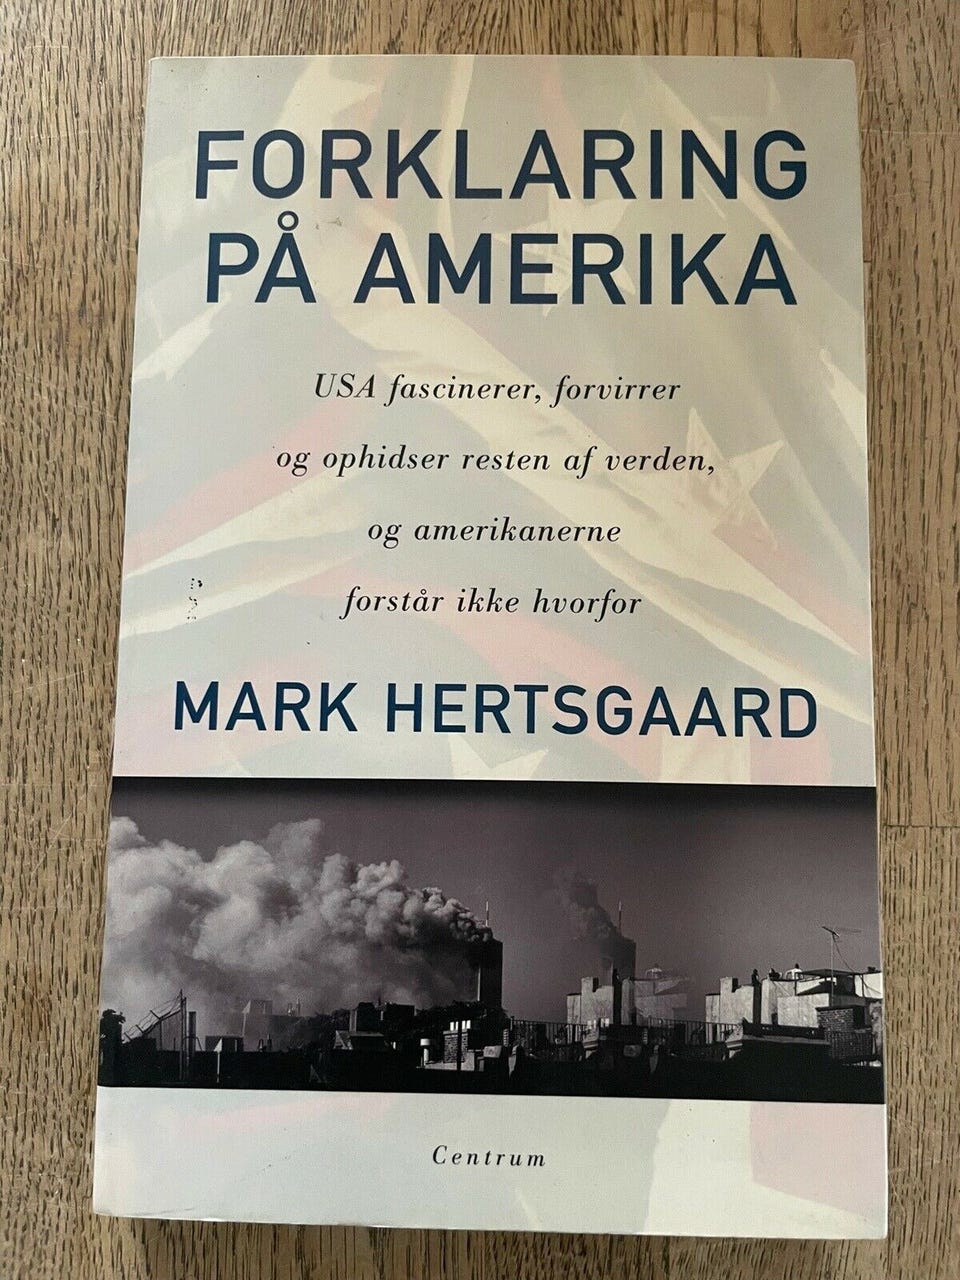 FORKLARING
PÅ AMERIKA
USA fascinerer, forvirrer
og ophidser resten af verden,
og amerikanerne
forstår ikke hvorfor
MARK HERTSGAARD
Centrum